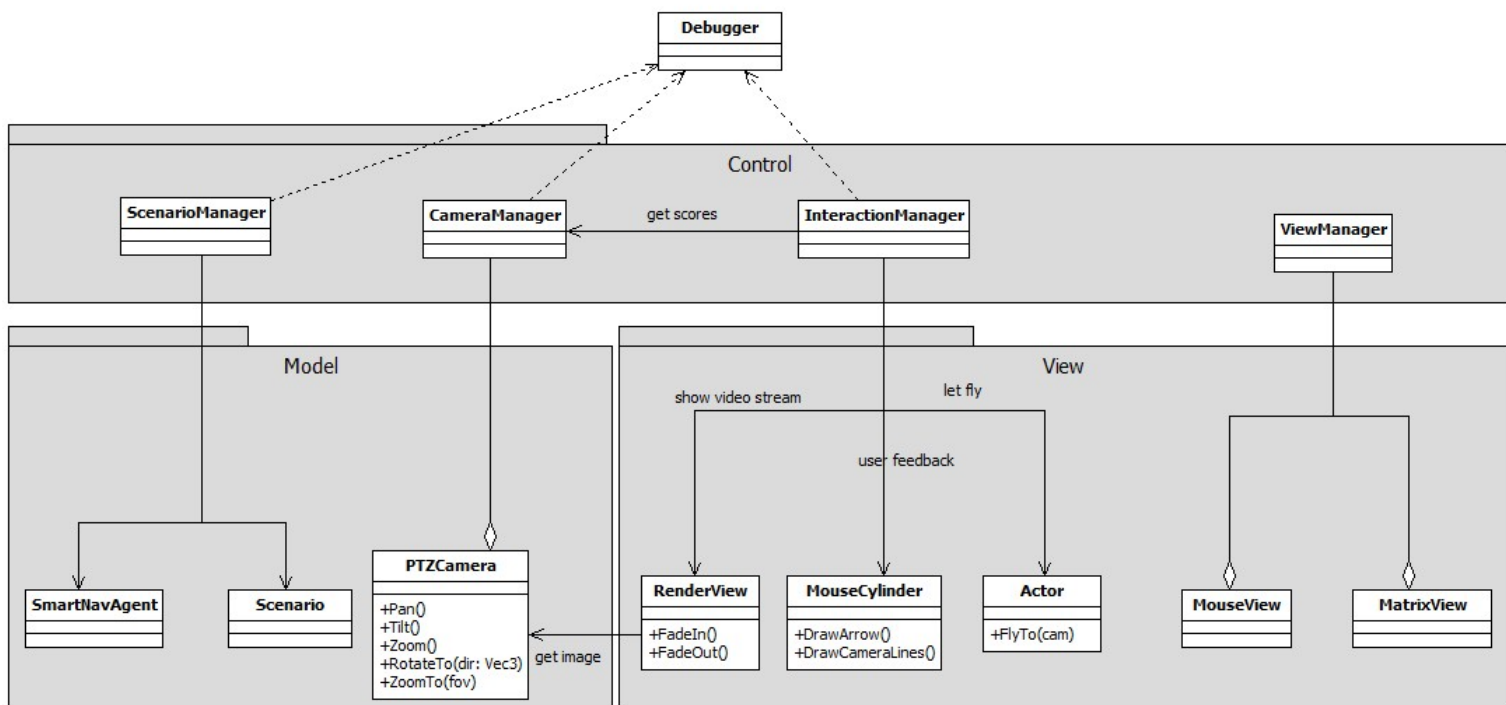 Debugger
Control
ScenarioManager
CameraManager
get scores
InteractionManager
ViewManager
Model
View
show video stream
let fly
user feedback
SmartNavAgent
Scenario
PTZCamera
+Pan()
+Tilt()
+Zoom()
+RotateTo(dir: Vec3)
+ZoomTo(fov)
get image
RenderView
+FadeIn()
+FadeOut()
MouseCylinder
+DrawArrow()
+DrawCameraLines()
Actor
+FlyTo(cam)
MouseView
MatrixView